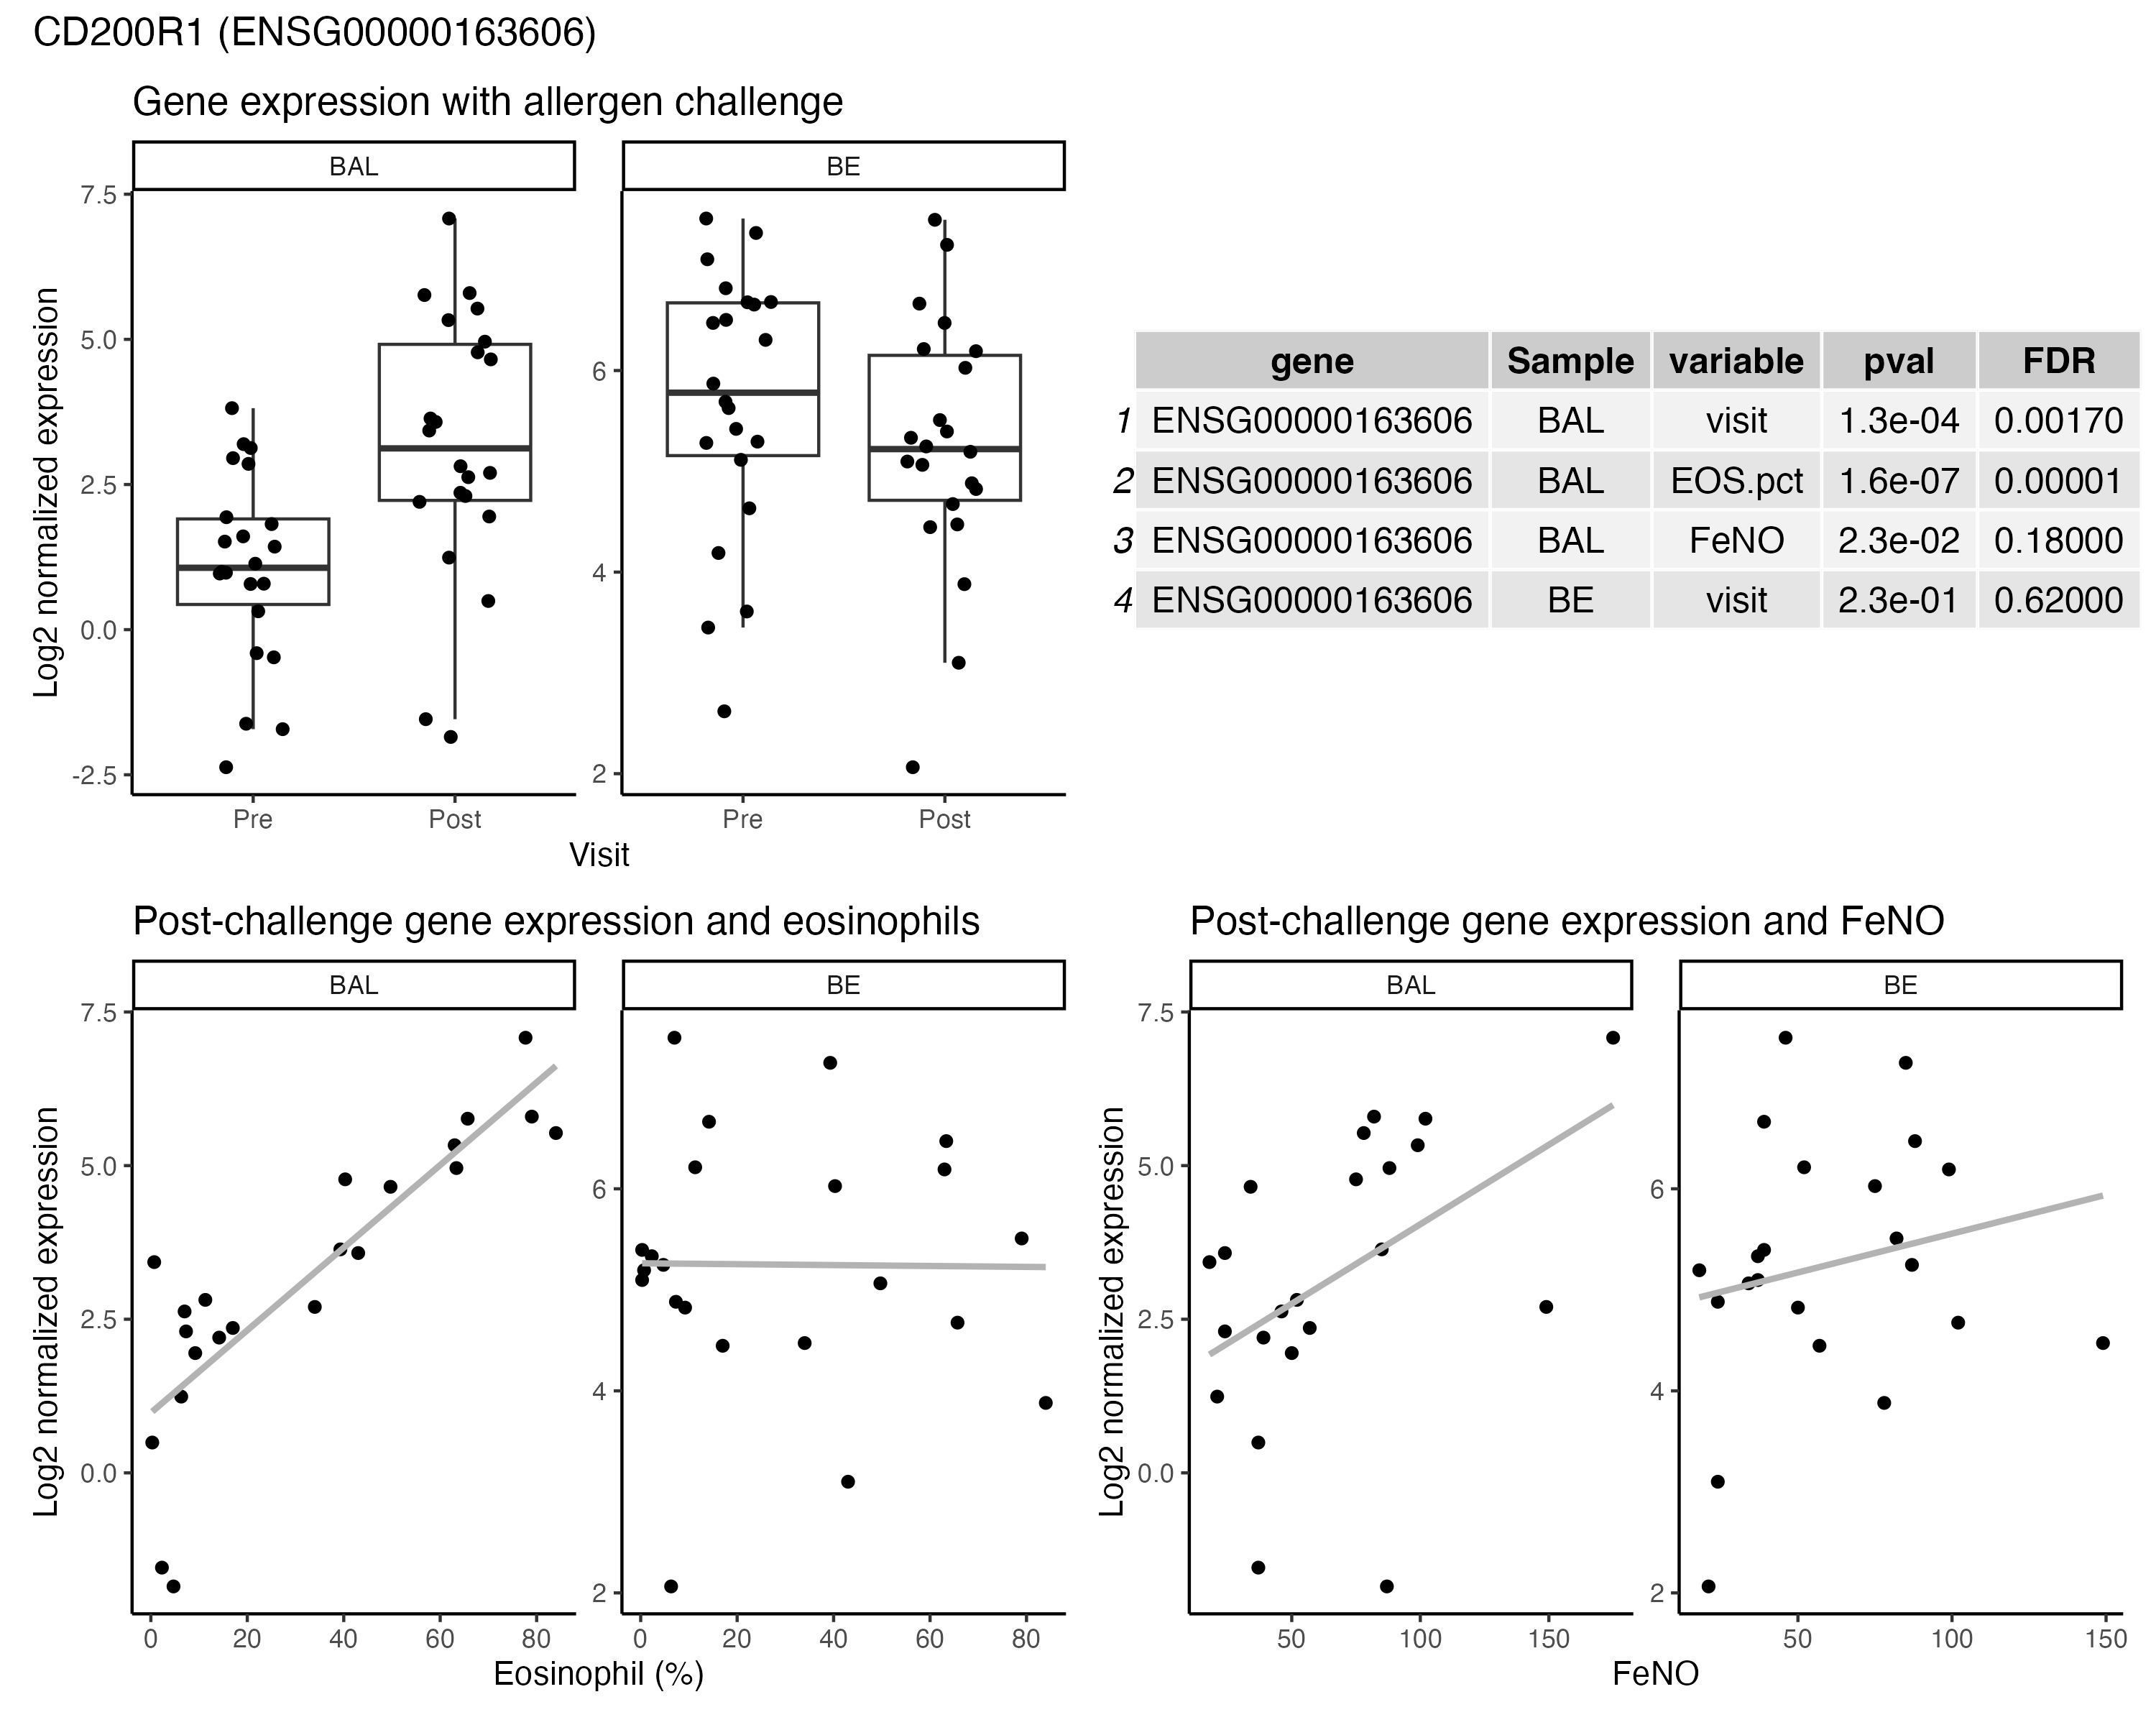 CD200R1 (ENSG00000163606)
Gene expression with allergen challenge
BAL BE
Log2 normalized expression
7.5
5.0
2.5
0.0
-2.5
6
4
2
Pre Post Pre Post
Visit
gene Sample variable pval FDR
1 ENSG00000163606 BAL visit 1.3e-04 0.00170
2 ENSG00000163606 BAL EOS.pct 1.6e-07 0.00001
3 ENSG00000163606 BAL FeNO 2.3e-02 0.18000
4 ENSG00000163606 BE visit 2.3e-01 0.62000
Post-challenge gene expression and eosinophils
BAL BE
Log2 normalized expression
7.5
5.0
2.5
0.0
6
4
2
0 20 40 60 80 0 20 40 60 80
Eosinophil (%)
Post-challenge gene expression and FeNO
BAL BE
Log2 normalized expression
7.5
5.0
2.5
0.0
6
4
2
50 100 150 50 100 150
FeNO